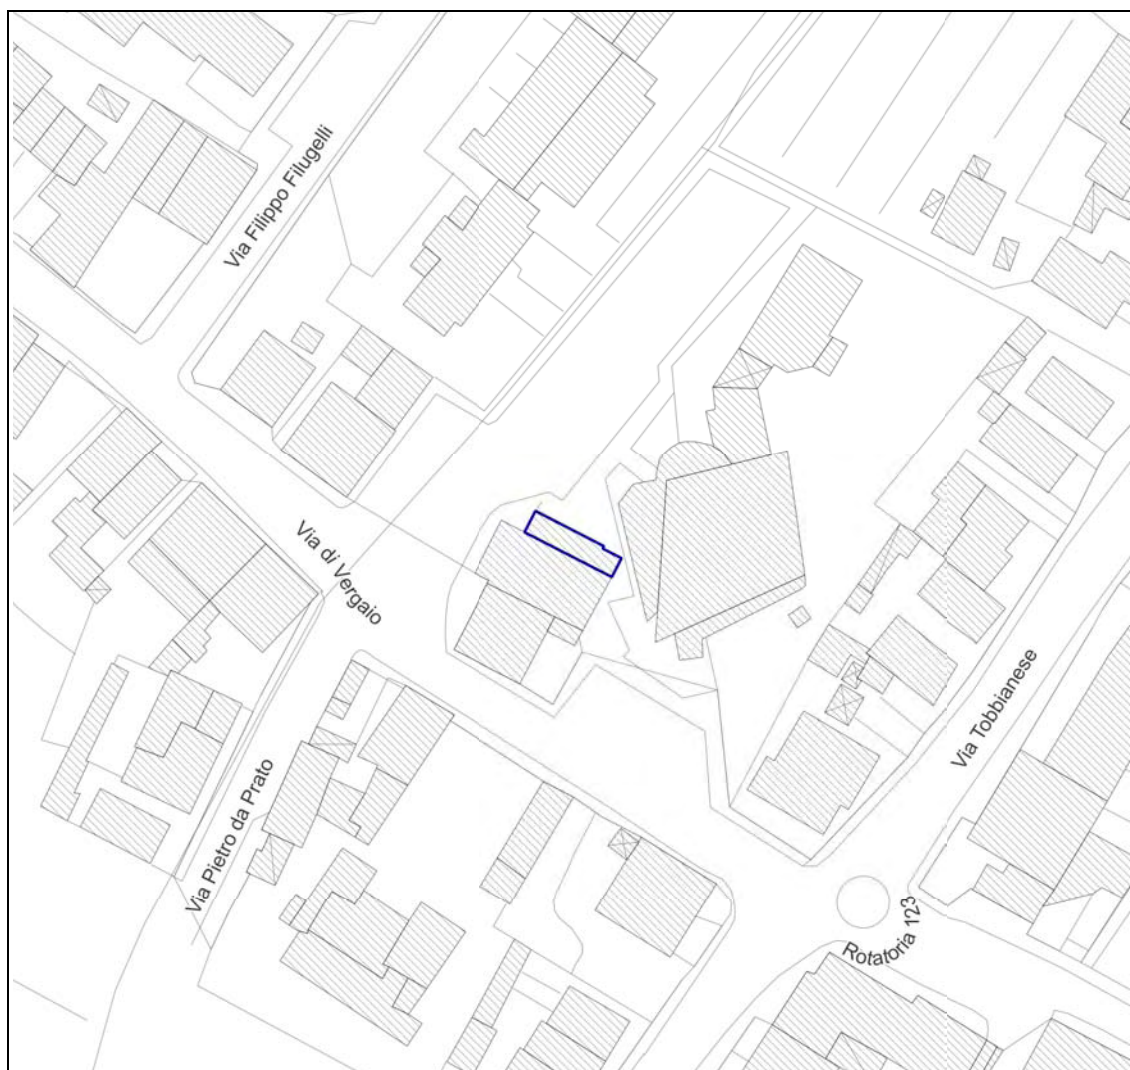 Via Filippo Filugelli
Via di Vergaio
Via Tobbianese
Via Pietro da Prato
Rotatoria 123